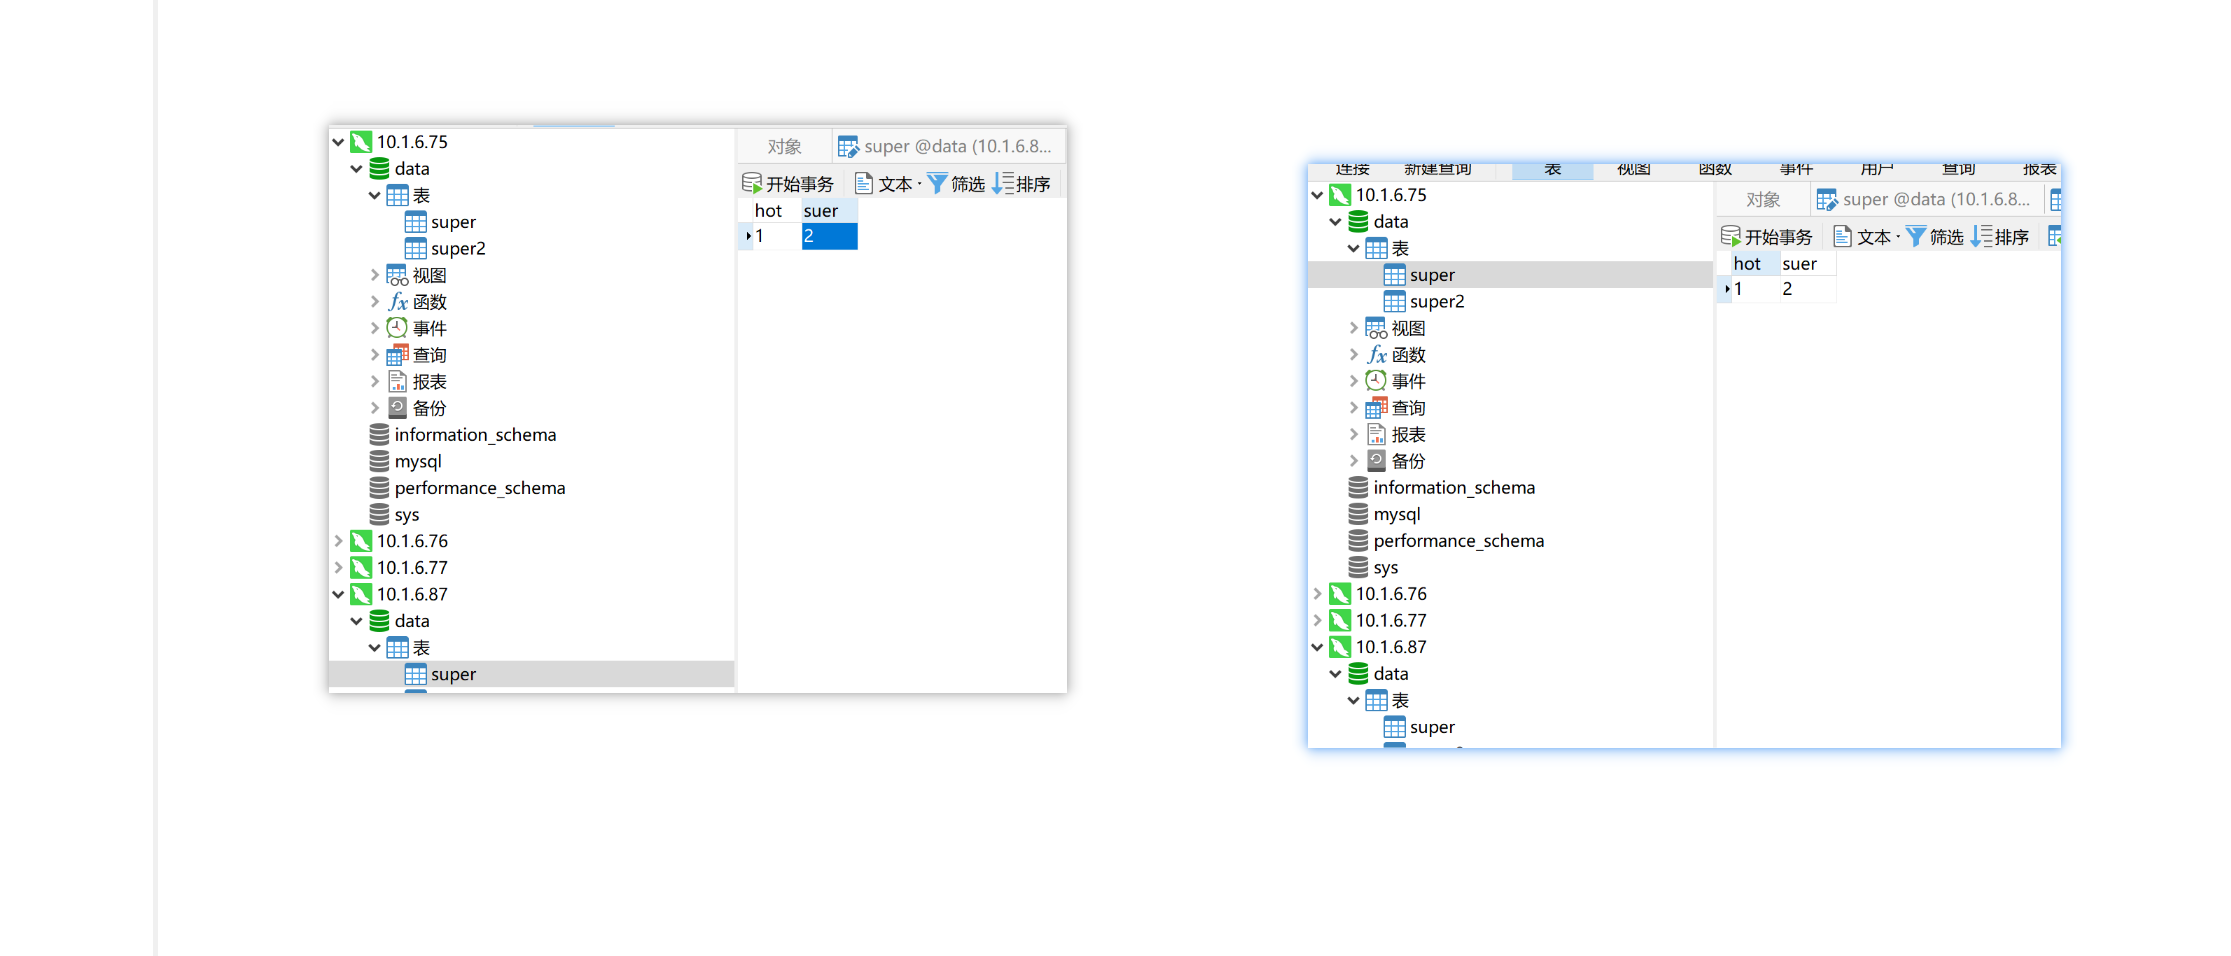 10.1.6.75
data
表
super
super2
视图
函数
事件
查询
报表
备份
information_schema
mysql
performance_schema
sys
10.1.6.76
10.1.6.77
10.1.6.87
data
表
super
对象 super @data (10.1.6.8...
开始事务 文本 · 筛选 排序
hot suer
1 2
连接 新建查询 表 视图 函数 事件 用户 查询 报表
10.1.6.75
data
表
super
super2
视图
函数
事件
查询
报表
备份
information_schema
mysql
performance_schema
sys
10.1.6.76
10.1.6.77
10.1.6.87
data
表
super
对象 super @data (10.1.6.8...
开始事务 文本 · 筛选 排序
hot suer
1 2